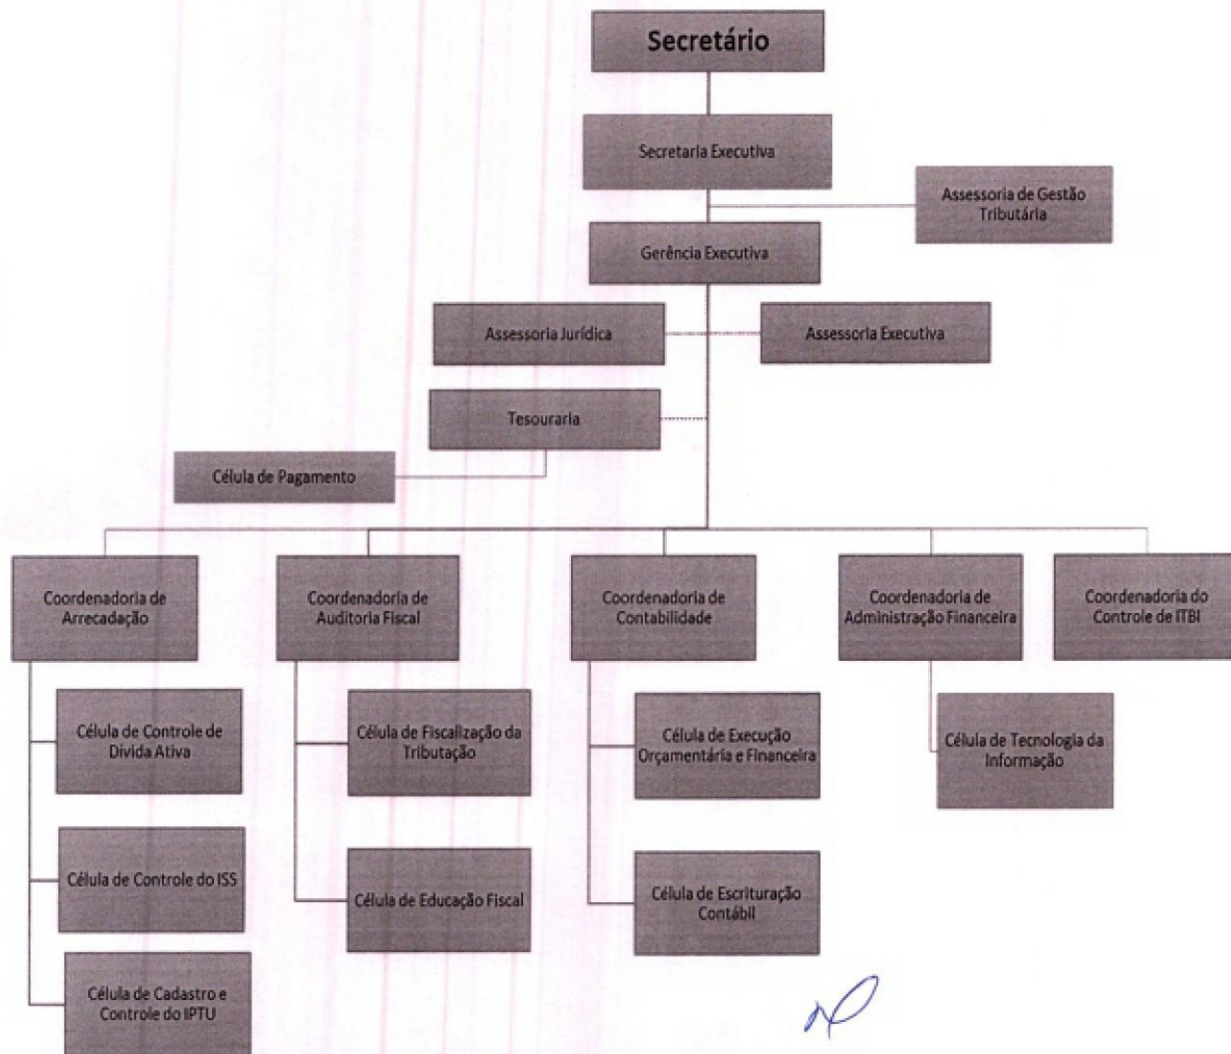 Secretário
Secretaria Executiva
Assessoria de Gestão
Tributária
Gerência Executiva
Assessoria Jurídica
Assessoria Executiva
Tesouraria
Célula de Pagamento
Coordenadoria de
Arrecadação
Coordenadoria de
Auditoria Fiscal
Coordenadoria de
Contabilidade
Coordenadoria de
Administração Financeira
Coordenadoria do
Controle de ITBI
Célula de Controle de
Divida Ativa
Célula de Fiscalização da
Tributação
Célula de Execução
Orçamentária e Financeira
Célula de Tecnologia da
Informação
Célula de Controle do ISS
Célula de Educação Fiscal
Célula de Escrituração
Contábil
Célula de Cadastro e
Controle do IPTU